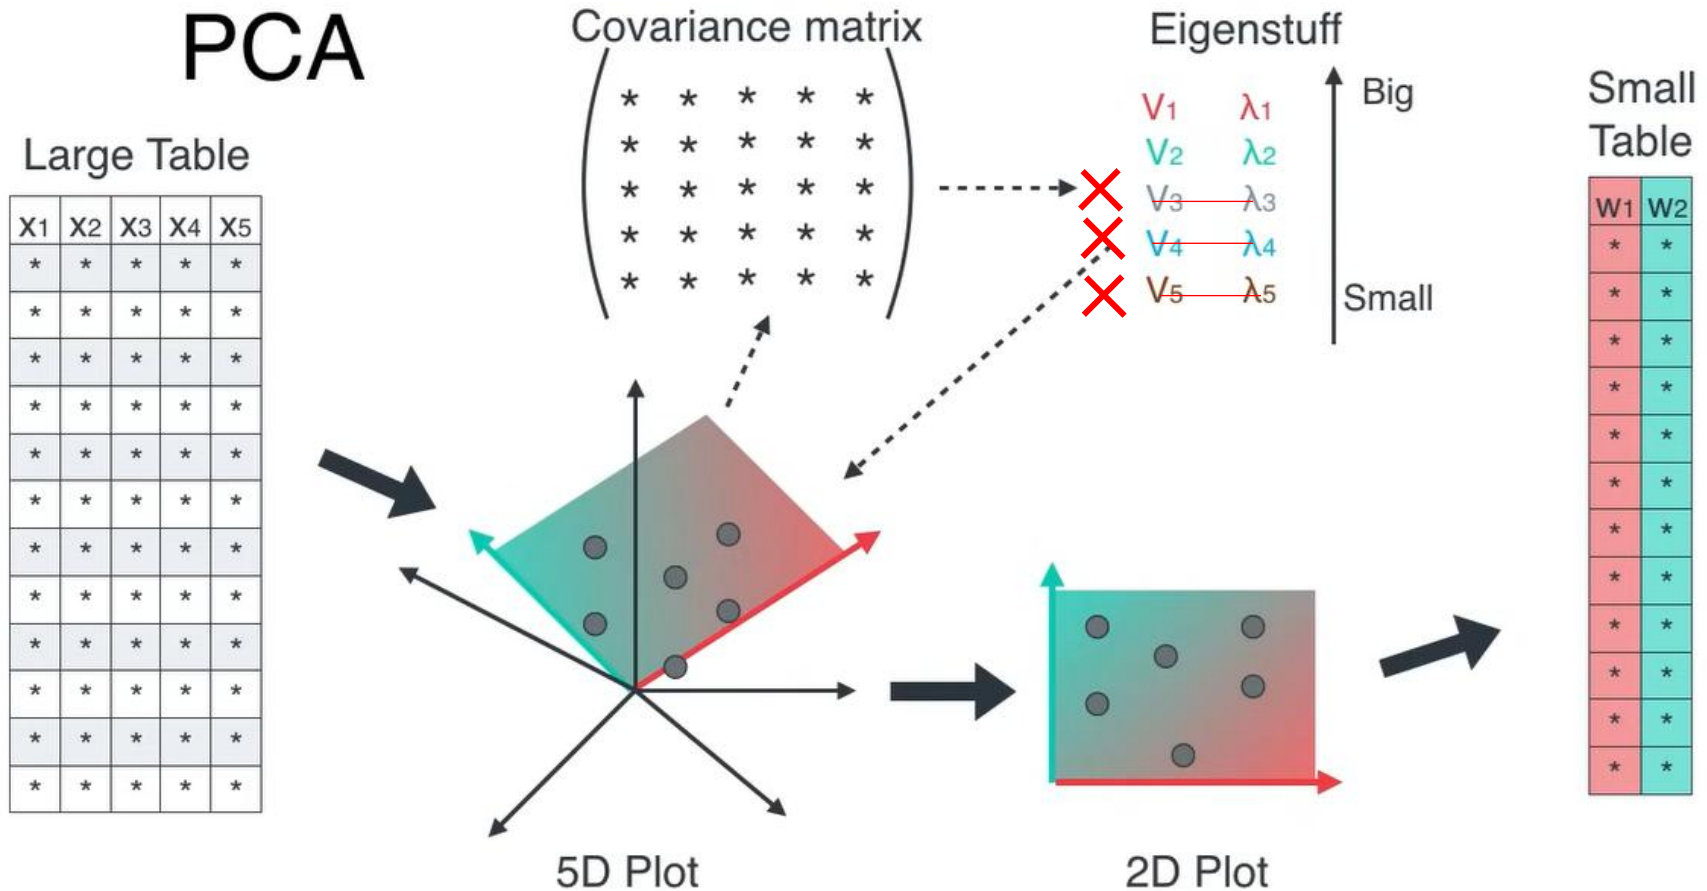 PCA
Covariance matrix
* * * * *
* * * * *
* * * * *
* * * * *
* * * * *
Eigenstuff
V1 λ1
V2 λ2
V3 λ3
V4 λ4
V5 λ5
Big
Small
Large Table
x1 x2 x3 x4 x5
* * * * *
* * * * *
* * * * *
* * * * *
* * * * *
* * * * *
* * * * *
* * * * *
* * * * *
* * * * *
* * * * *
* * * * *
5D Plot
2D Plot
Small
Table
W1 W2
* *
* *
* *
* *
* *
* *
* *
* *
* *
* *
* *
* *